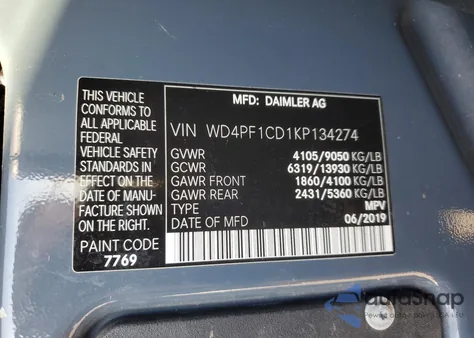 THIS VEHICLE
CONFORMS TO
ALL APPLICABLE
FEDERAL
VEHICLE SAFETY
STANDARDS IN
EFFECT ON THE
DATE OF MANU-
FACTURE SHOWN
ON THE RIGHT.
PAINT CODE
7769
MFD: DAIMLER AG
VIN WD4PF1CD1KP134274
GVWR 4105/9050 KG/LB
GCWR 6319/13930 KG/LB
GAWR FRONT 1860/4100 KG/LB
GAWR REAR 2431/5360 KG/LB
TYPE MPV
DATE OF MFD 06/2019
AutoSnap